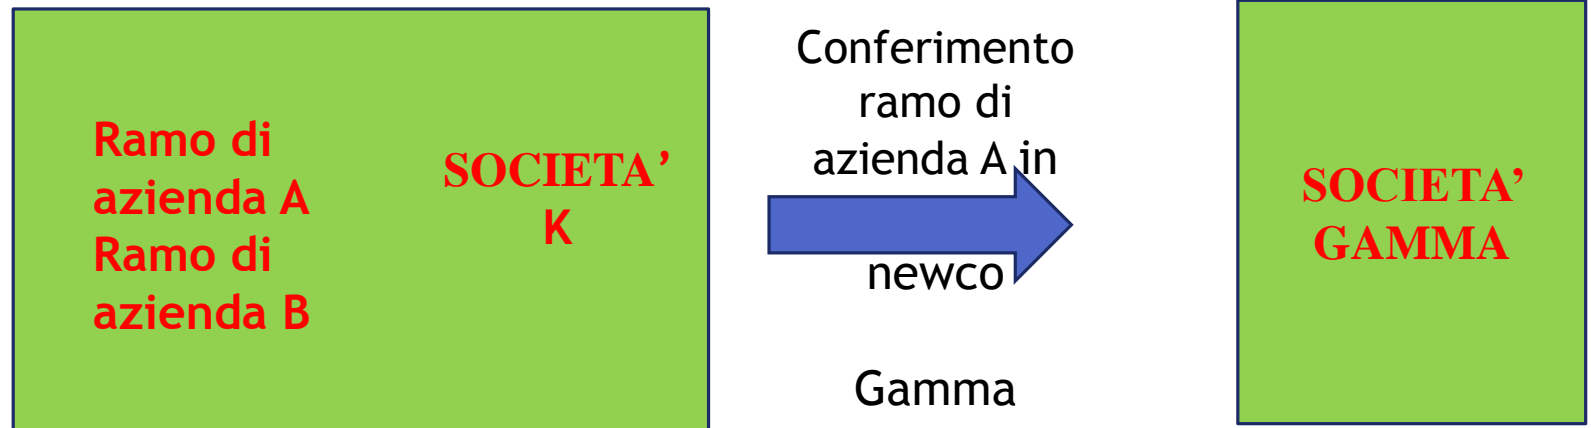 Ramo di
azienda A
Ramo di
azienda B
SOCIETA’
K
Conferimento
ramo di
azienda A in
newco
Gamma
SOCIETA’
GAMMA